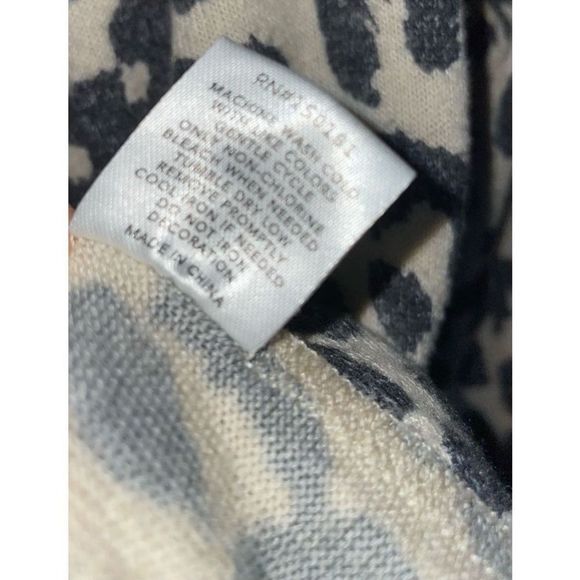 RN#150181
MACHINE WASH COLD
WITH LIKE COLORS
GENTLE CYCLE
ONLY NON CHLORINE
BLEACH WHEN NEEDED
TUMBLE DRY LOW
REMOVE PROMPTLY
COOL IRON IF NEEDED
DO NOT IRON
DECORATION
MADE IN CHINA